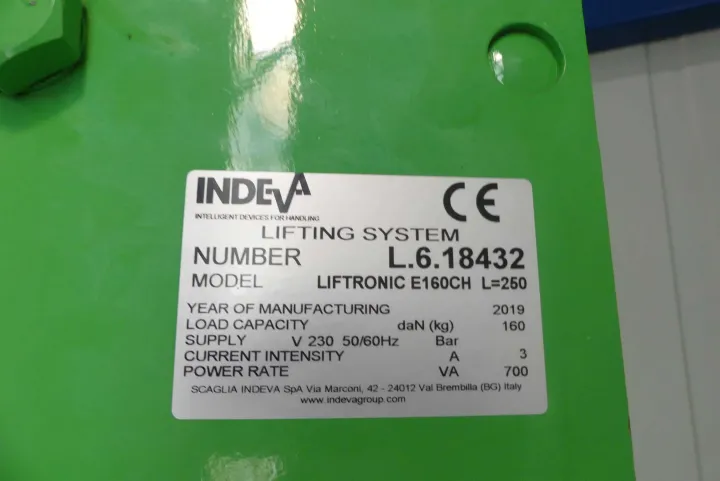 INDEVA
INTELLIGENT DEVICES FOR HANDLING
CE
LIFTING SYSTEM
NUMBER L.6.18432
MODEL LIFTRONIC E160CH L=250
YEAR OF MANUFACTURING 2019
LOAD CAPACITY daN (kg) 160
SUPPLY V 230 50/60Hz Bar
CURRENT INTENSITY A 3
POWER RATE VA 700
SCAGLIA INDEVA SpA Via Marconi, 42 - 24012 Val Brembilla (BG) Italy
www.indevagroup.com